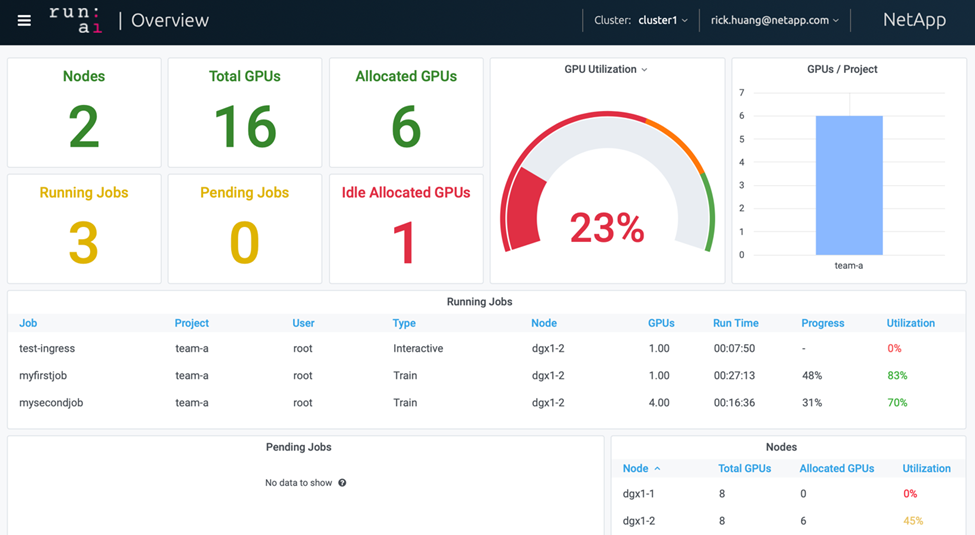 run:
ai | Overview
Cluster: cluster1
rick.huang@netapp.com
NetApp
Nodes
2
Total GPUs
16
Allocated GPUs
6
Running Jobs
3
Pending Jobs
0
Idle Allocated GPUs
1
GPU Utilization
23%
GPUs / Project
7
6
5
4
3
2
1
0
team-a
Running Jobs
Job Project User Type Node GPUs Run Time Progress Utilization
test-ingress team-a root Interactive dgx1-2 1.00 00:07:50 - 0%
myfirstjob team-a root Train dgx1-2 1.00 00:27:13 48% 83%
mysecondjob team-a root Train dgx1-2 4.00 00:16:36 31% 70%
Pending Jobs
No data to show ?
Nodes
Node Total GPUs Allocated GPUs Utilization
dgx1-1 8 0 0%
dgx1-2 8 6 45%